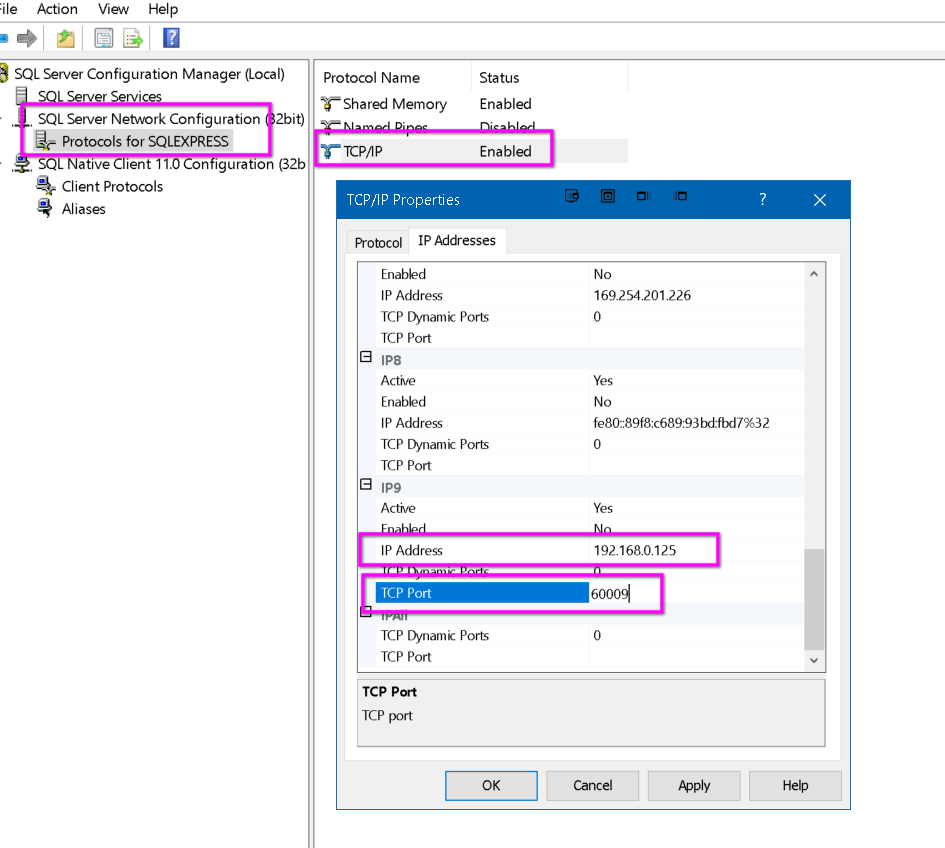 File Action View Help
SQL Server Configuration Manager (Local)
SQL Server Services
SQL Server Network Configuration (32bit)
Protocols for SQLEXPRESS
SQL Native Client 11.0 Configuration (32b
Client Protocols
Aliases
Protocol Name Status
Shared Memory Enabled
Named Pipes Disabled
TCP/IP Enabled
TCP/IP Properties
? 
Protocol IP Addresses
Enabled No
IP Address 169.254.201.226
TCP Dynamic Ports 0
TCP Port
IP8
Active Yes
Enabled No
IP Address fe80::89f8:c689:93bd:fbd7%32
TCP Dynamic Ports 0
TCP Port
IP9
Active Yes
Enabled No
IP Address 192.168.0.125
TCP Dynamic Ports 0
TCP Port 60009
IPAll
TCP Dynamic Ports 0
TCP Port
TCP Port
TCP port
OK Cancel Apply Help